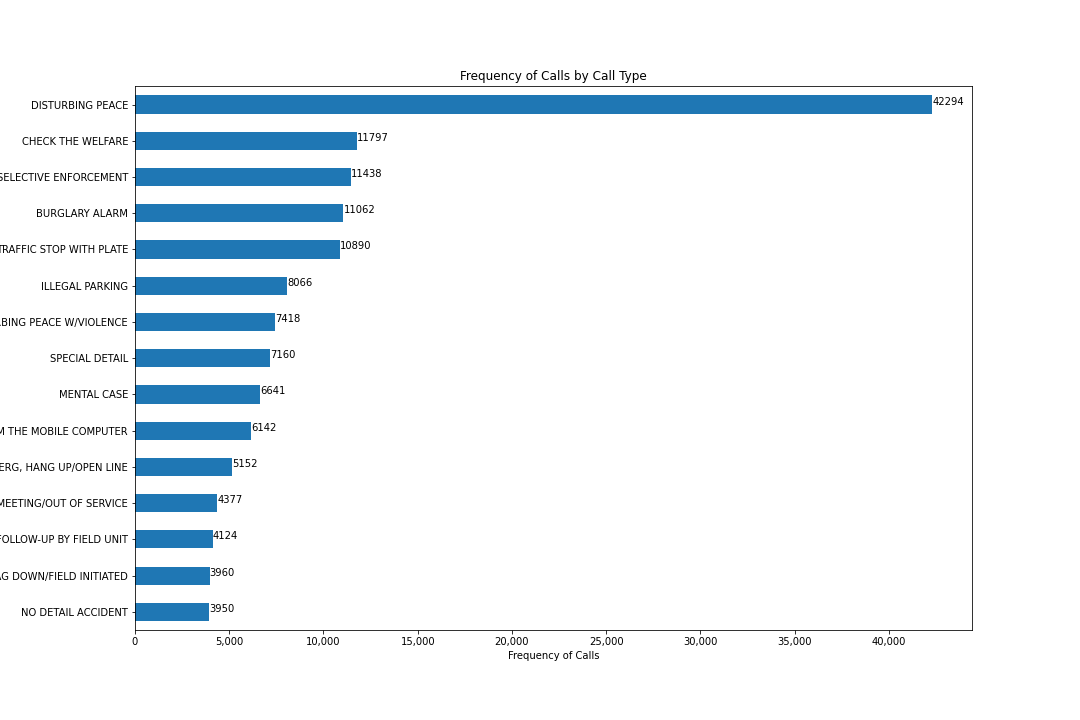 Frequency of Calls by Call Type
DISTURBING PEACE 42294
CHECK THE WELFARE 11797
SELECTIVE ENFORCEMENT 11438
BURGLARY ALARM 11062
TRAFFIC STOP WITH PLATE 10890
ILLEGAL PARKING 8066
BING PEACE W/VIOLENCE 7418
SPECIAL DETAIL 7160
MENTAL CASE 6641
M THE MOBILE COMPUTER 6142
ERG, HANG UP/OPEN LINE 5152
MEETING/OUT OF SERVICE 4377
FOLLOW-UP BY FIELD UNIT 4124
AG DOWN/FIELD INITIATED 3960
NO DETAIL ACCIDENT 3950
0 5,000 10,000 15,000 20,000 25,000 30,000 35,000 40,000
Frequency of Calls